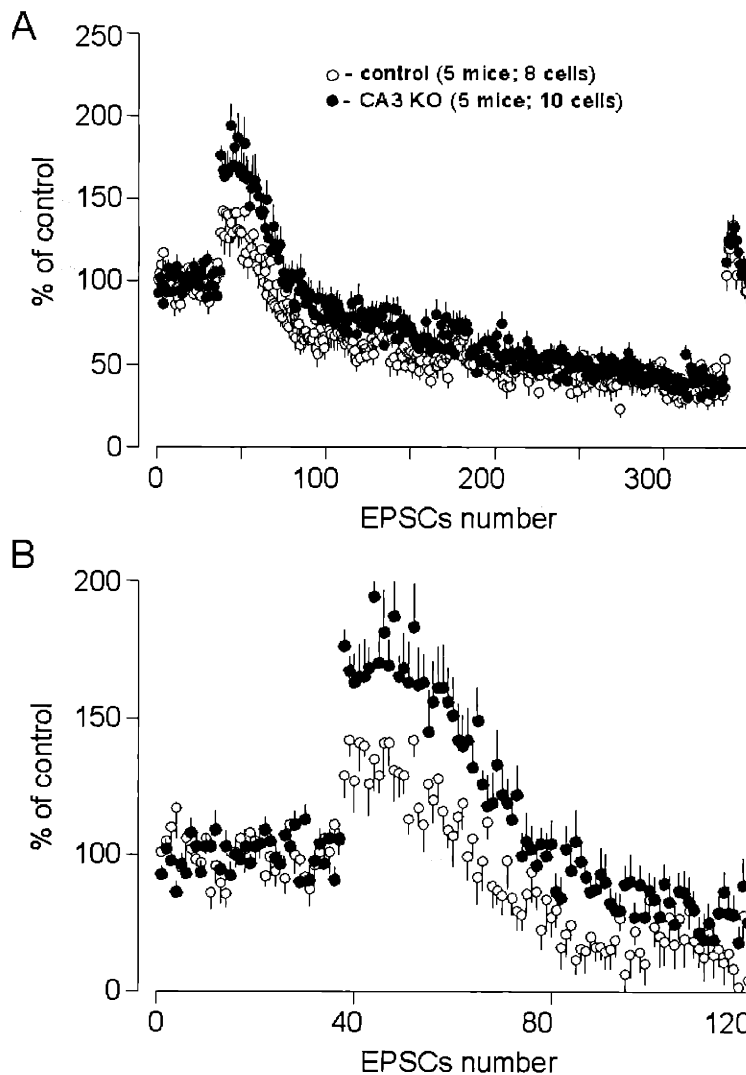 A
250
200
150
100
50
0
% of control
○ - control (5 mice; 8 cells)
● - CA3 KO (5 mice; 10 cells)
0 100 200 300
EPSCs number
B
200
150
100
0
% of control
0 40 80 120
EPSCs number